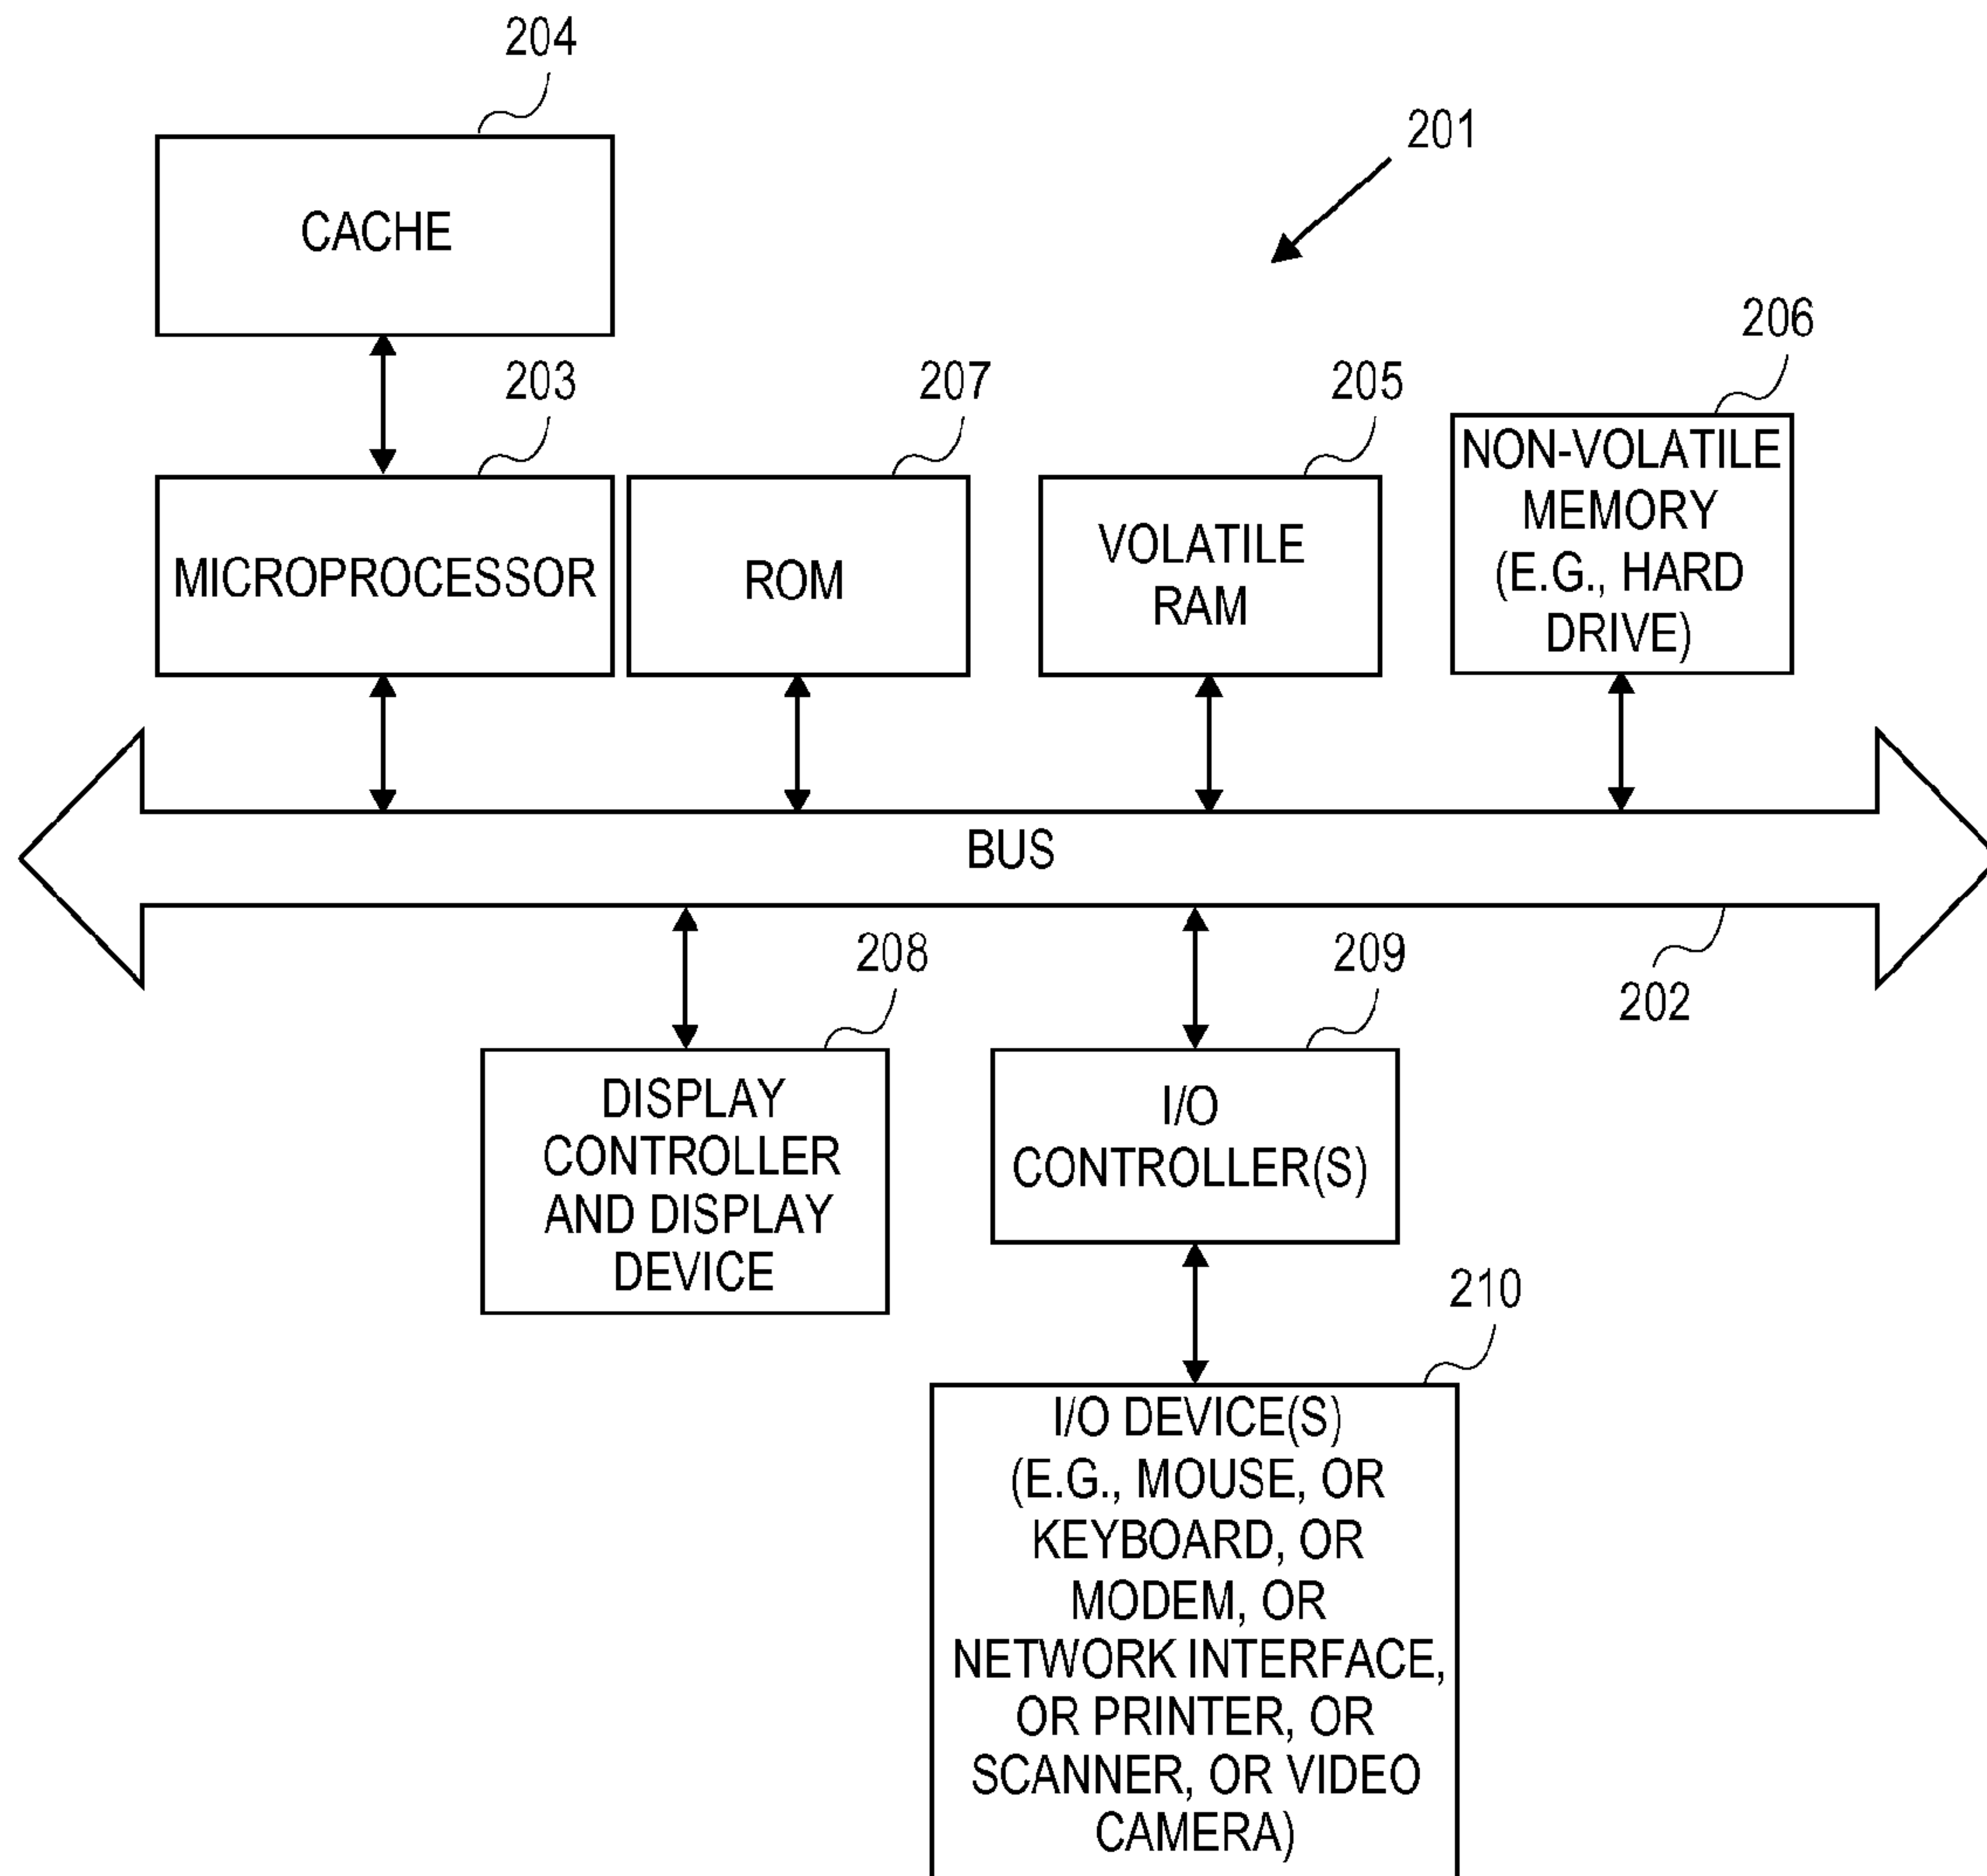 204
201
CACHE
206
203
207
205
NON-VOLATILE
MEMORY
(E.G., HARD
DRIVE)
MICROPROCESSOR
ROM
VOLATILE
RAM
BUS
208
209
202
DISPLAY
CONTROLLER
AND DISPLAY
DEVICE
I/O
CONTROLLER(S)
210
I/O DEVICE(S)
(E.G., MOUSE, OR
KEYBOARD, OR
MODEM, OR
NETWORK INTERFACE,
OR PRINTER, OR
SCANNER, OR VIDEO
CAMERA)